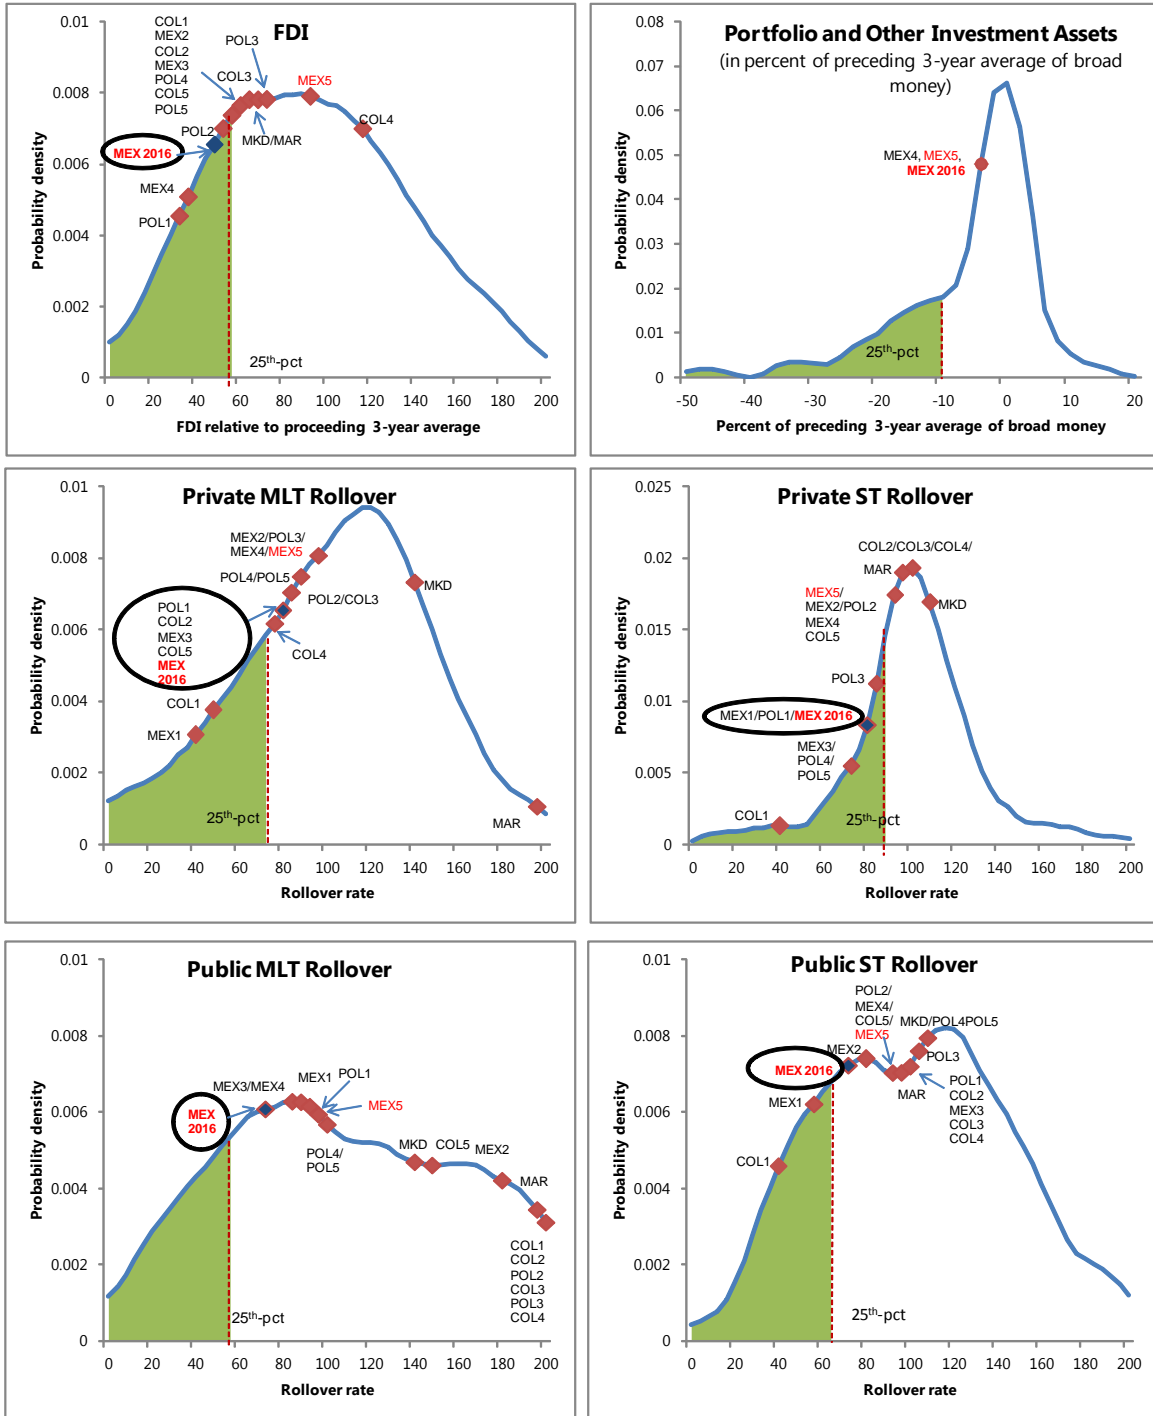 FDI
0.01
0.008
0.006
0.004
0.002
0
Probability density
COL1
MEX2
COL2
MEX3
POL4
COL5
POL5
POL3
COL3
MEX5
COL4
POL2
MKD/MAR
MEX 2016
MEX4
POL1
25th-pct
0 20 40 60 80 100 120 140 160 180 200
FDI relative to proceeding 3-year average
Portfolio and Other Investment Assets
(in percent of preceding 3-year average of broad
money)
0.08
0.07
0.06
0.05
0.04
0.03
0.02
0.01
0
Probability density
MEX4, MEX5,
MEX 2016
25th-pct
-50 -40 -30 -20 -10 0 10 20
Percent of preceding 3-year average of broad money
Private MLT Rollover
0.01
0.008
0.006
0.004
0.002
0
Probability density
MEX2/POL3/
MEX4/MEX5
POL4/POL5
POL2/COL3
MKD
POL1
COL2
MEX3
COL5
MEX
2016
COL4
COL1
MEX1
MAR
25th-pct
0 20 40 60 80 100 120 140 160 180 200
Rollover rate
Private ST Rollover
0.025
0.02
0.015
0.01
0.005
0
Probability density
COL2/COL3/COL4/
MAR
MEX5/
MEX2/POL2
MEX4
COL5
MKD
POL3
MEX1/POL1/MEX 2016
MEX3/
POL4/
POL5
COL1
25th-pct
0 20 40 60 80 100 120 140 160 180 200
Rollover rate
Public MLT Rollover
0.01
0.008
0.006
0.004
0.002
0
Probability density
MEX3/MEX4
MEX1
POL1
MEX5
MEX
2016
POL4/
POL5
MKD
COL5
MEX2
MAR
COL1
COL2
POL2
COL3
POL3
COL4
25th-pct
0 20 40 60 80 100 120 140 160 180 200
Rollover rate
Public ST Rollover
0.01
0.008
0.006
0.004
0.002
0
Probability density
POL2/
MEX4/
COL5/
MEX5
MKD/POL4POL5
MEX2
MEX 2016
POL3
MAR
POL1
COL2
MEX3
COL3
COL4
MEX1
COL1
25th-pct
0 20 40 60 80 100 120 140 160 180 200
Rollover rate